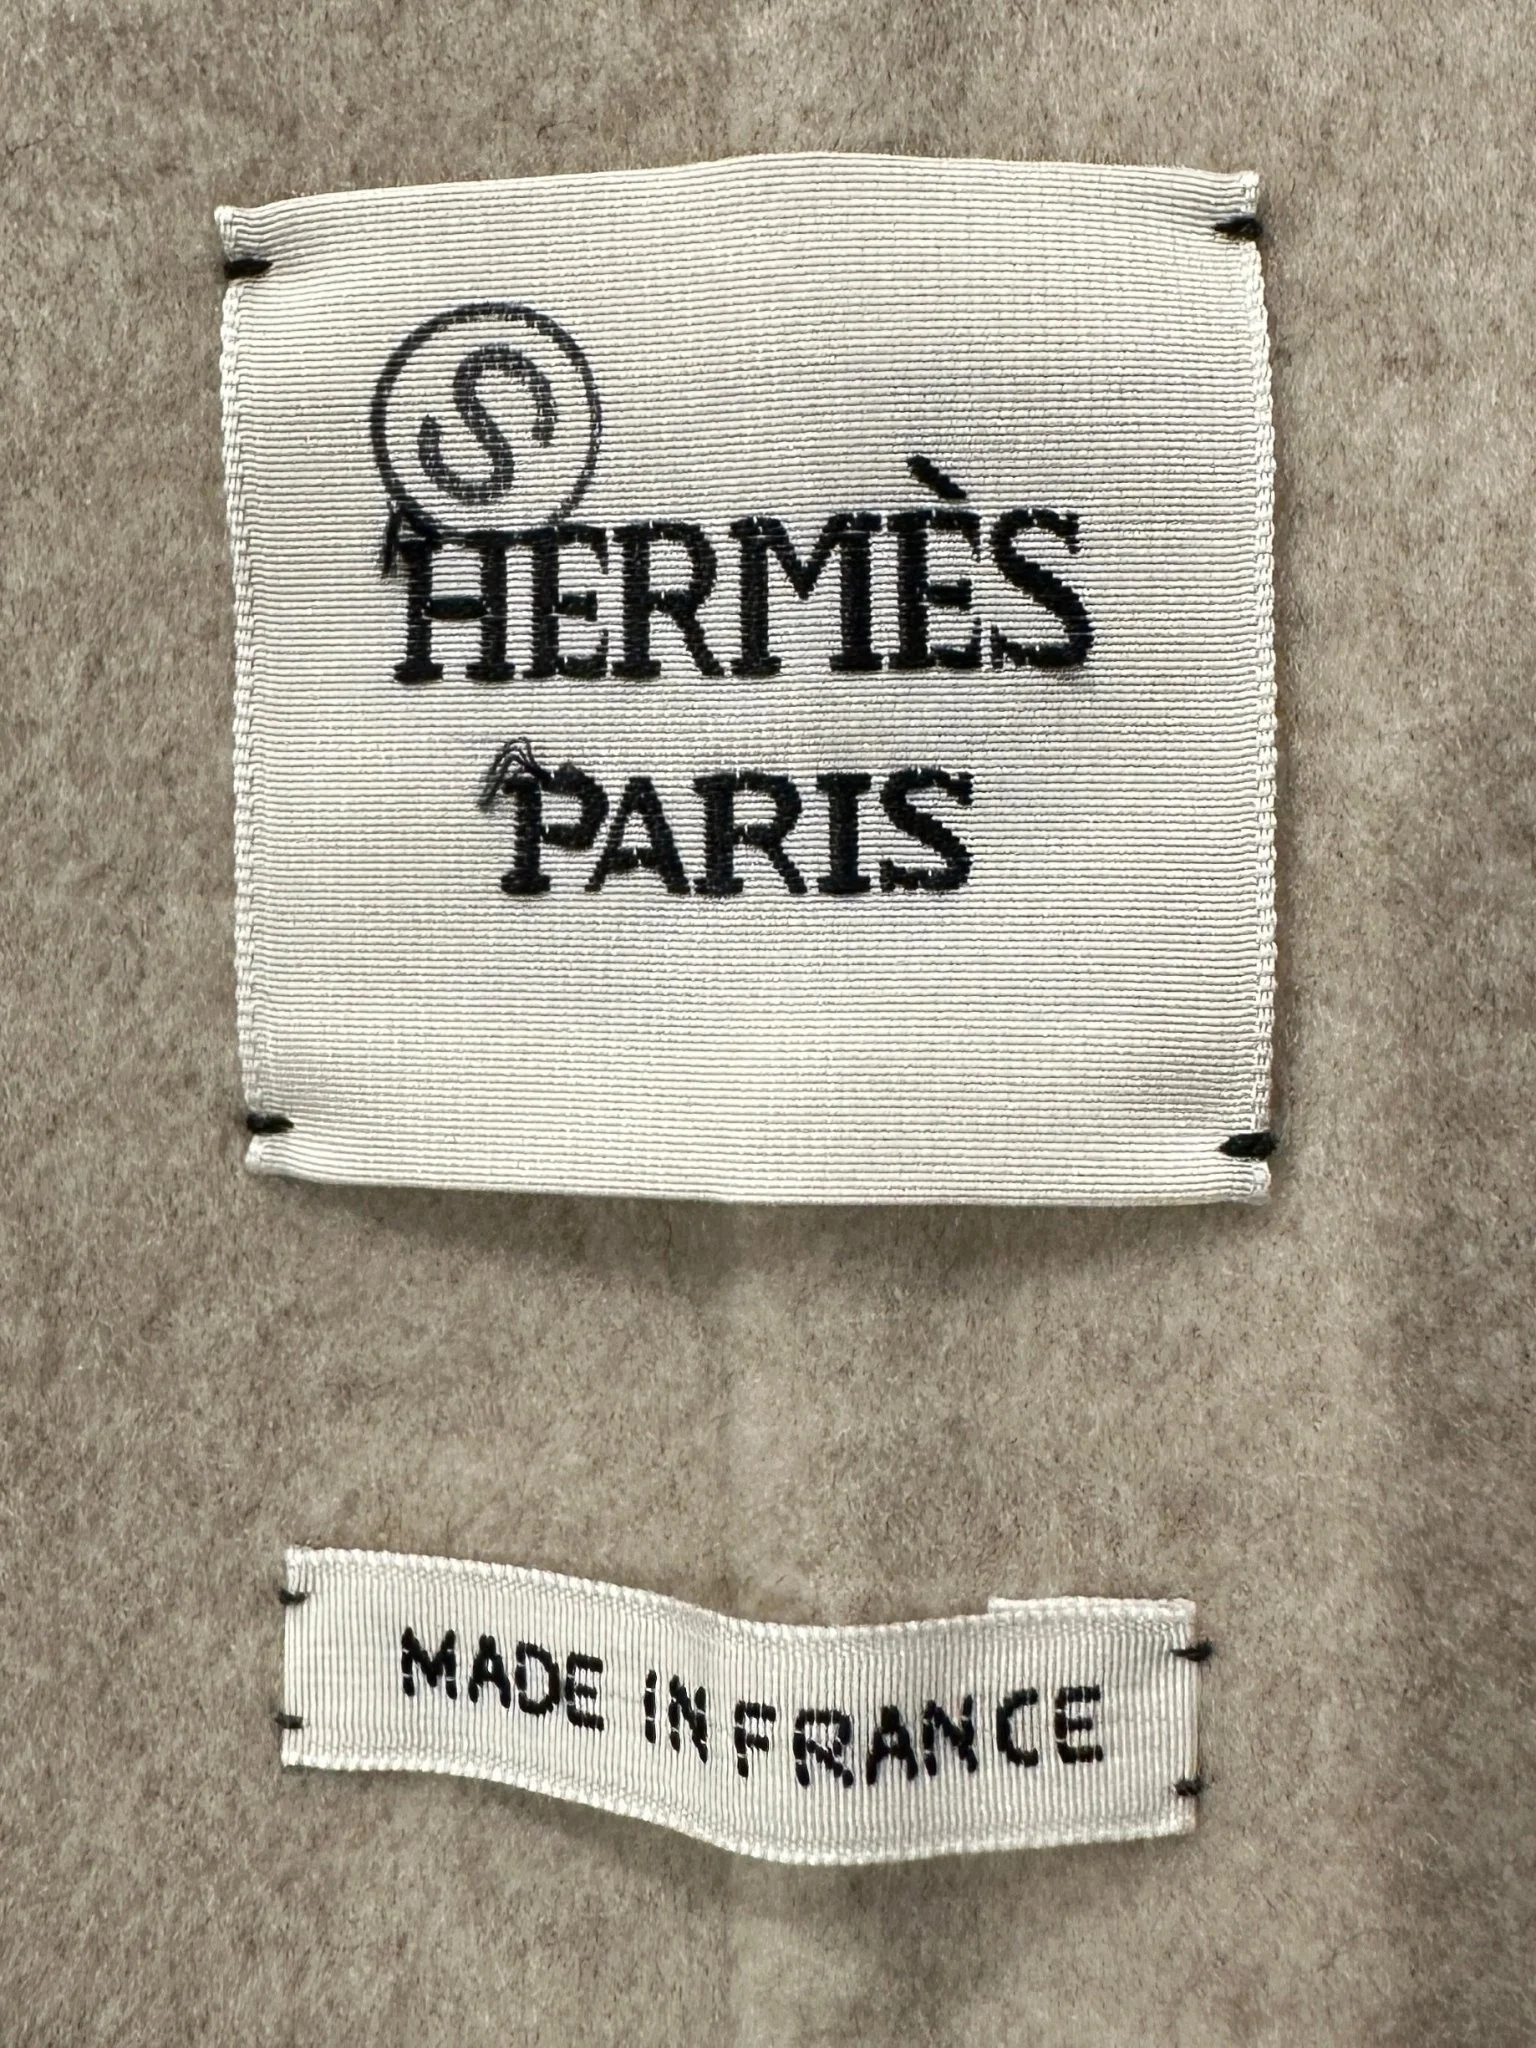 Ⓢ
HERMÈS
PARIS
MADE IN FRANCE